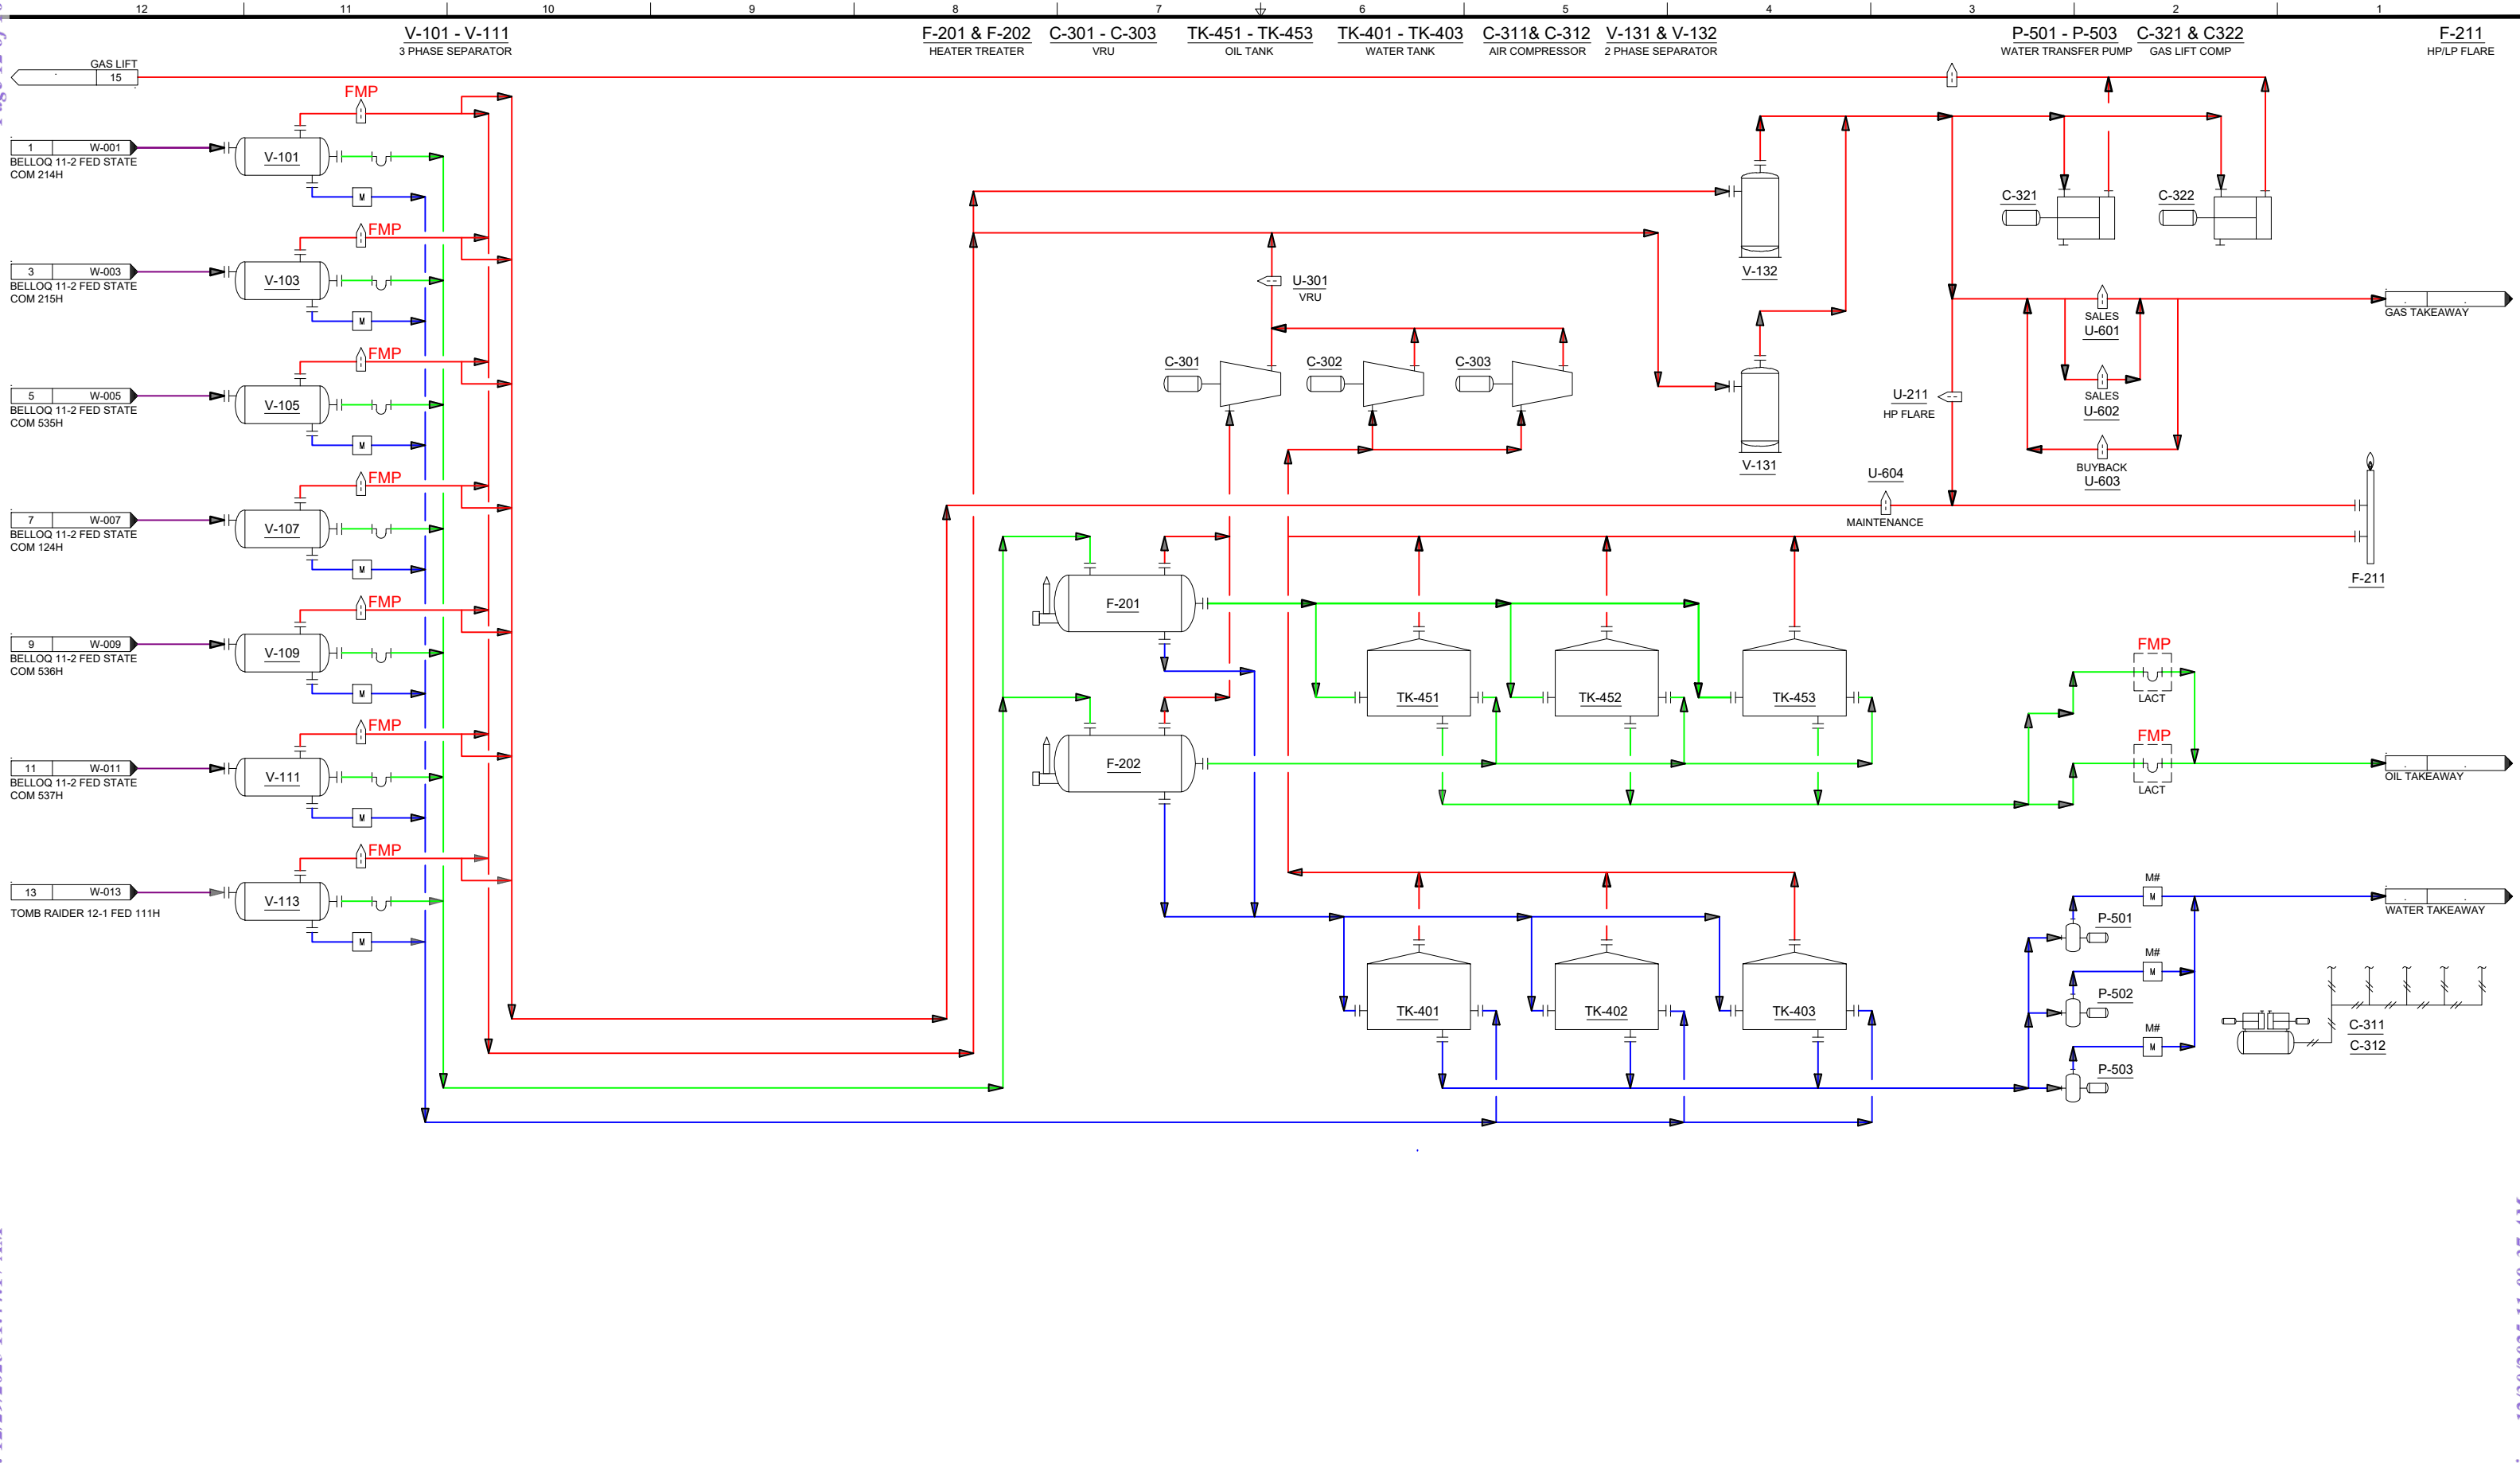 12 11 10 9 8 7 6 5 4 3 2 1
V-101 - V-111
3 PHASE SEPARATOR
F-201 & F-202
HEATER TREATER
C-301 - C-303
VRU
TK-451 - TK-453
OIL TANK
TK-401 - TK-403
WATER TANK
C-311& C-312
AIR COMPRESSOR
V-131 & V-132
2 PHASE SEPARATOR
P-501 - P-503
WATER TRANSFER PUMP
C-321 & C322
GAS LIFT COMP
F-211
HP/LP FLARE
GAS LIFT
15
FMP
1 W-001
BELLOQ 11-2 FED STATE
COM 214H
V-101
M
FMP
3 W-003
BELLOQ 11-2 FED STATE
COM 215H
V-103
M
FMP
5 W-005
BELLOQ 11-2 FED STATE
COM 535H
V-105
M
FMP
7 W-007
BELLOQ 11-2 FED STATE
COM 124H
V-107
M
FMP
9 W-009
BELLOQ 11-2 FED STATE
COM 536H
V-109
M
FMP
11 W-011
BELLOQ 11-2 FED STATE
COM 537H
V-111
M
FMP
13 W-013
TOMB RAIDER 12-1 FED 111H
V-113
M
C-321
C-322
V-132
U-301
VRU
C-301
C-302
C-303
V-131
GAS TAKEAWAY
SALES
U-601
SALES
U-602
BUYBACK
U-603
U-211
HP FLARE
U-604
MAINTENANCE
F-211
F-201
F-202
TK-451
TK-452
TK-453
FMP
LACT
FMP
LACT
OIL TAKEAWAY
TK-401
TK-402
TK-403
M#
M
P-501
WATER TAKEAWAY
M#
M
P-502
M#
M
P-503
C-311
C-312